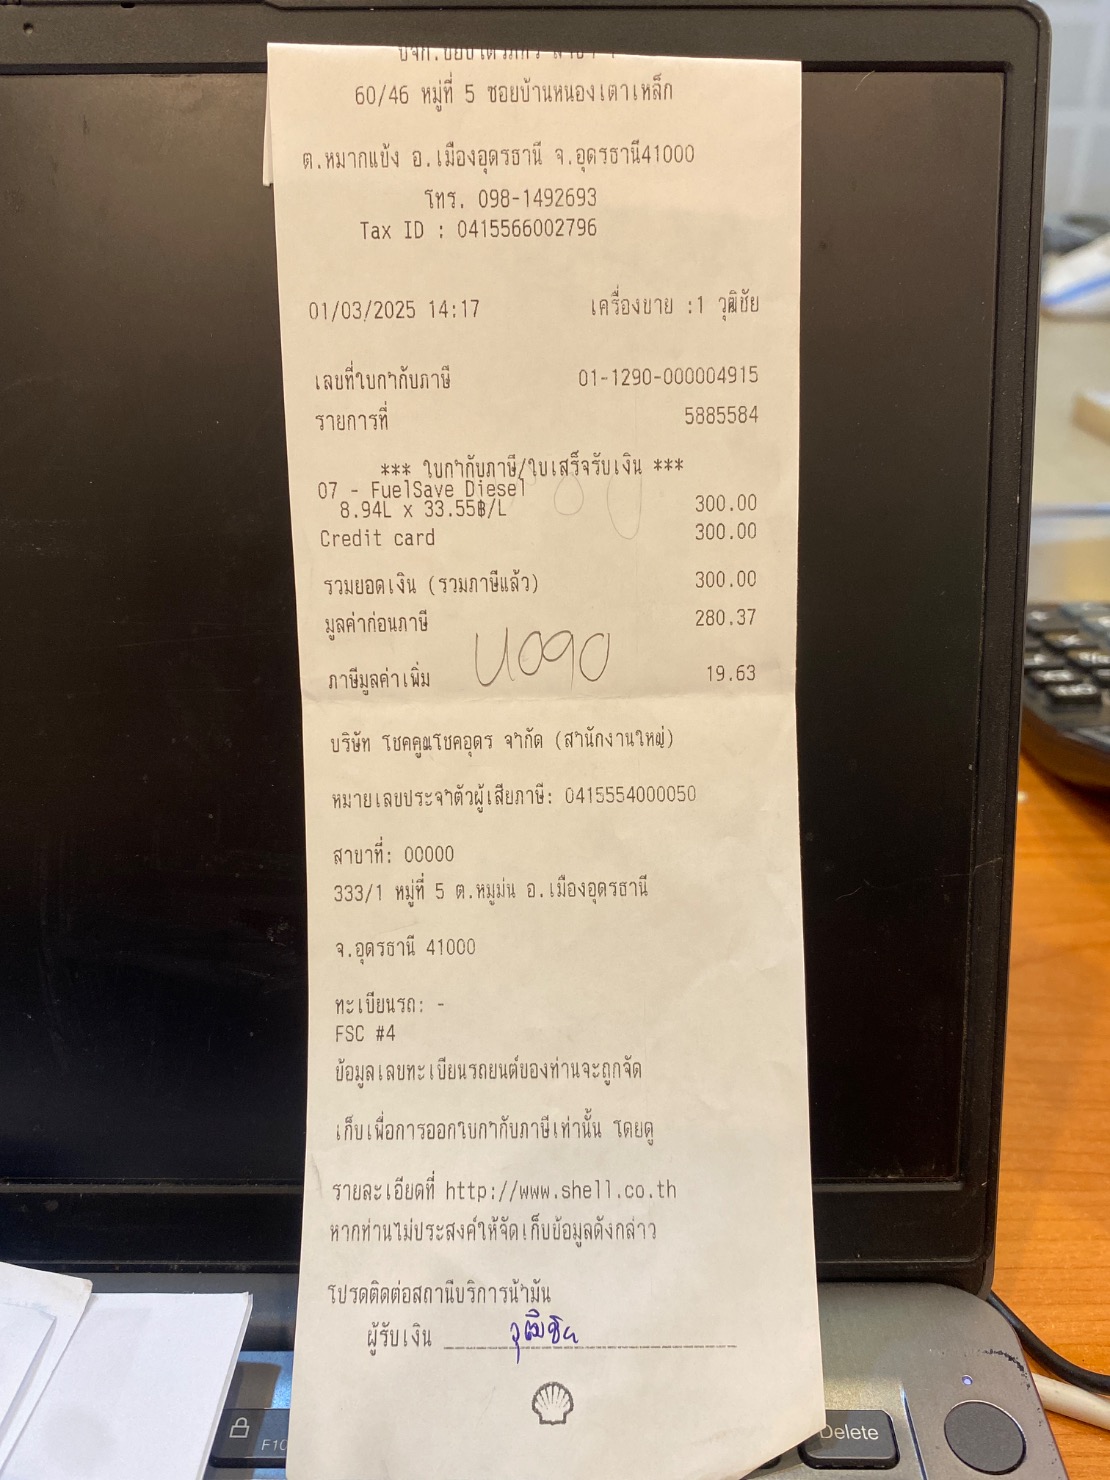 60/46 หมู่ที่ 5 ซอยบ้านหนองเตาเหล็ก
ต.หมากแข้ง อ.เมืองอุดรธานี จ.อุดรธานี41000
โทร. 098-1492693
Tax ID : 0415566002796
01/03/2025 14:17 เครื่องขาย :1 วุฒิชัย
เลขที่ใบกำกับภาษี 01-1290-000004915
รายการที่ 5885584
*** ใบกำกับภาษี/ใบเสร็จรับเงิน ***
07 - FuelSave Diesel
8.94L x 33.55฿/L 300.00
Credit card 300.00
รวมยอดเงิน (รวมภาษีแล้ว) 300.00
มูลค่าก่อนภาษี 280.37
ภาษีมูลค่าเพิ่ม 19.63
บริษัท โชคคูณโชคอุดร จำกัด (สำนักงานใหญ่)
หมายเลขประจำตัวผู้เสียภาษี: 0415554000050
สาขาที่: 00000
333/1 หมู่ที่ 5 ต.หมูม่น อ.เมืองอุดรธานี
จ.อุดรธานี 41000
ทะเบียนรถ: -
FSC #4
ข้อมูลเลขทะเบียนรถยนต์ของท่านจะถูกจัด
เก็บเพื่อการออกใบกำกับภาษีเท่านั้น โดยดู
รายละเอียดที่ http://www.shell.co.th
หากท่านไม่ประสงค์ให้จัดเก็บข้อมูลดังกล่าว
โปรดติดต่อสถานีบริการน้ำมัน
ผู้รับเงิน วุฒิชัย
F10
Delete